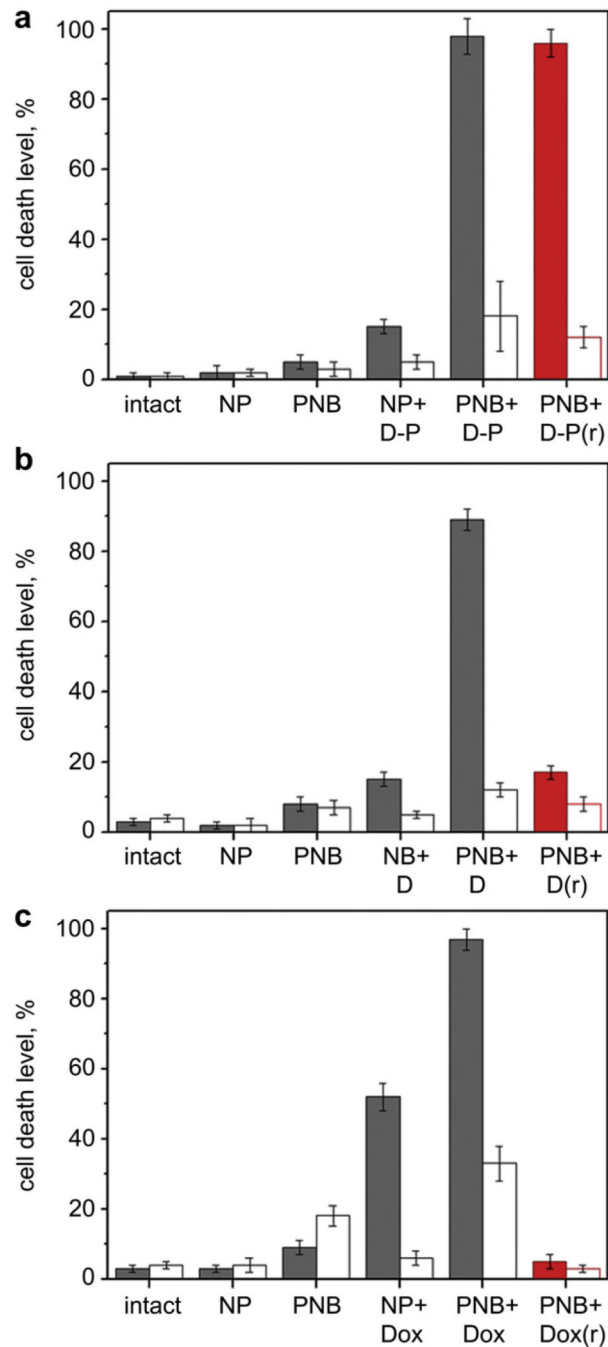 a
100
80
60
40
20
0
cell death level, %
intact NP PNB NP+ PNB+ PNB+
D-P D-P D-P(r)
b
100
80
60
40
20
0
cell death level, %
intact NP PNB NB+ PNB+ PNB+
D D D(r)
c
100
80
60
40
20
0
cell death level, %
intact NP PNB NP+ PNB+ PNB+
Dox Dox Dox(r)